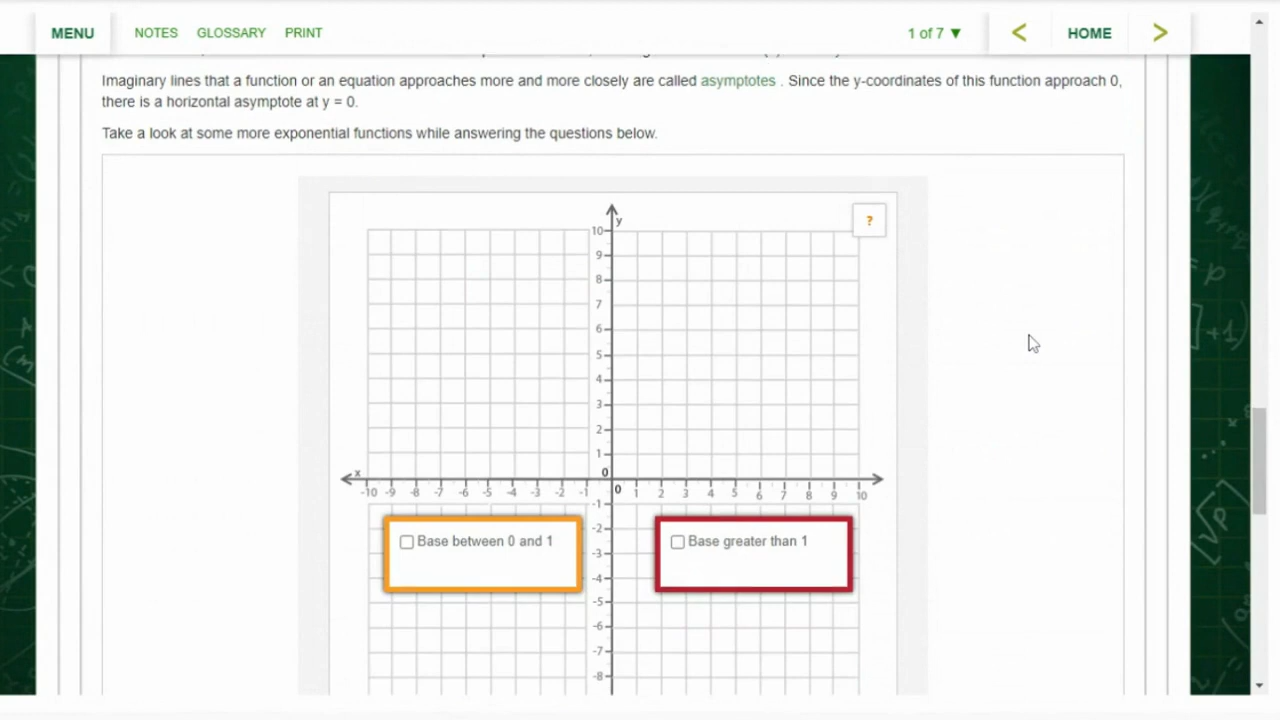 MENU NOTES GLOSSARY PRINT 1 of 7 ▼ < HOME >
Imaginary lines that a function or an equation approaches more and more closely are called asymptotes . Since the y-coordinates of this function approach 0,
there is a horizontal asymptote at y = 0.
Take a look at some more exponential functions while answering the questions below.
y
?
10
9
8
7
6
5
4
3
2
1
x 0
-10 -9 -8 -7 -6 -5 -4 -3 -2 -1 0 1 2 3 4 5 6 7 8 9 10
-1
-2
Base between 0 and 1 Base greater than 1
-3
-4
-5
-6
-7
-8